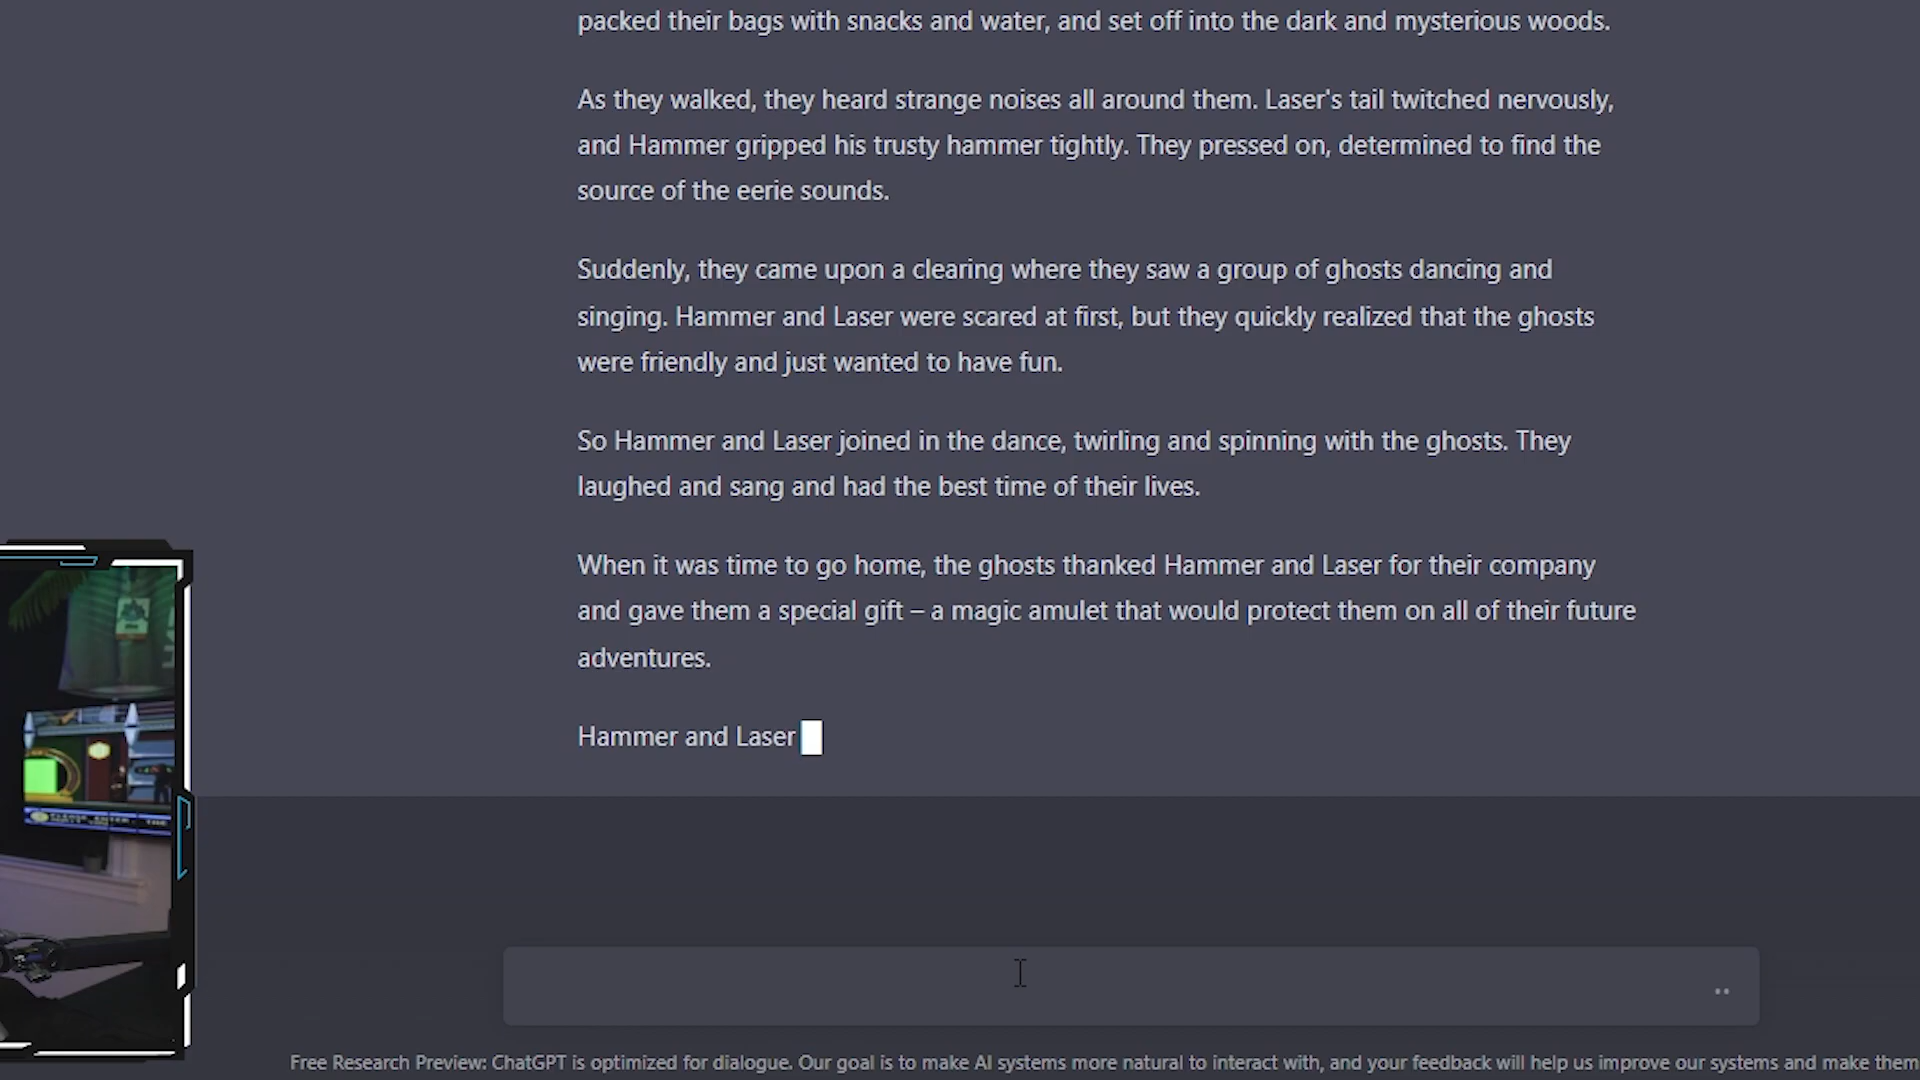 packed their bags with snacks and water, and set off into the dark and mysterious woods.
As they walked, they heard strange noises all around them. Laser's tail twitched nervously,
and Hammer gripped his trusty hammer tightly. They pressed on, determined to find the
source of the eerie sounds.
Suddenly, they came upon a clearing where they saw a group of ghosts dancing and
singing. Hammer and Laser were scared at first, but they quickly realized that the ghosts
were friendly and just wanted to have fun.
So Hammer and Laser joined in the dance, twirling and spinning with the ghosts. They
laughed and sang and had the best time of their lives.
When it was time to go home, the ghosts thanked Hammer and Laser for their company
and gave them a special gift – a magic amulet that would protect them on all of their future
adventures.
Hammer and Laser
Free Research Preview: ChatGPT is optimized for dialogue. Our goal is to make AI systems more natural to interact with, and your feedback will help us improve our systems and make them